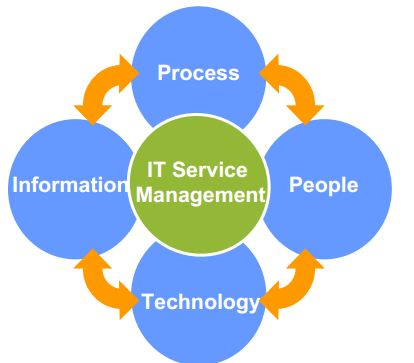 Process
Information
IT Service
Management
People
Technology